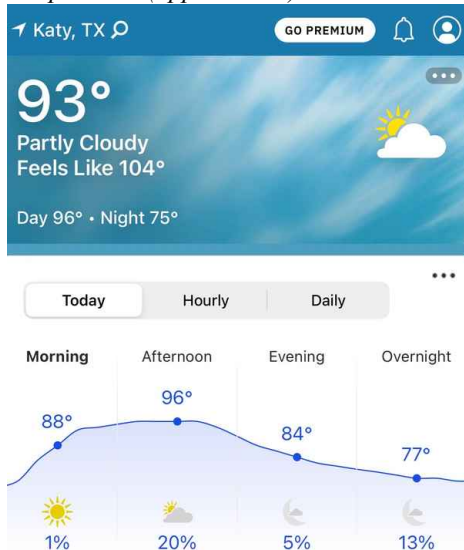 Katy, TX
GO PREMIUM
93°
Partly Cloudy
Feels Like 104°
Day 96° • Night 75°
Today Hourly Daily
Morning Afternoon Evening Overnight
88° 96° 84° 77°
1% 20% 5% 13%